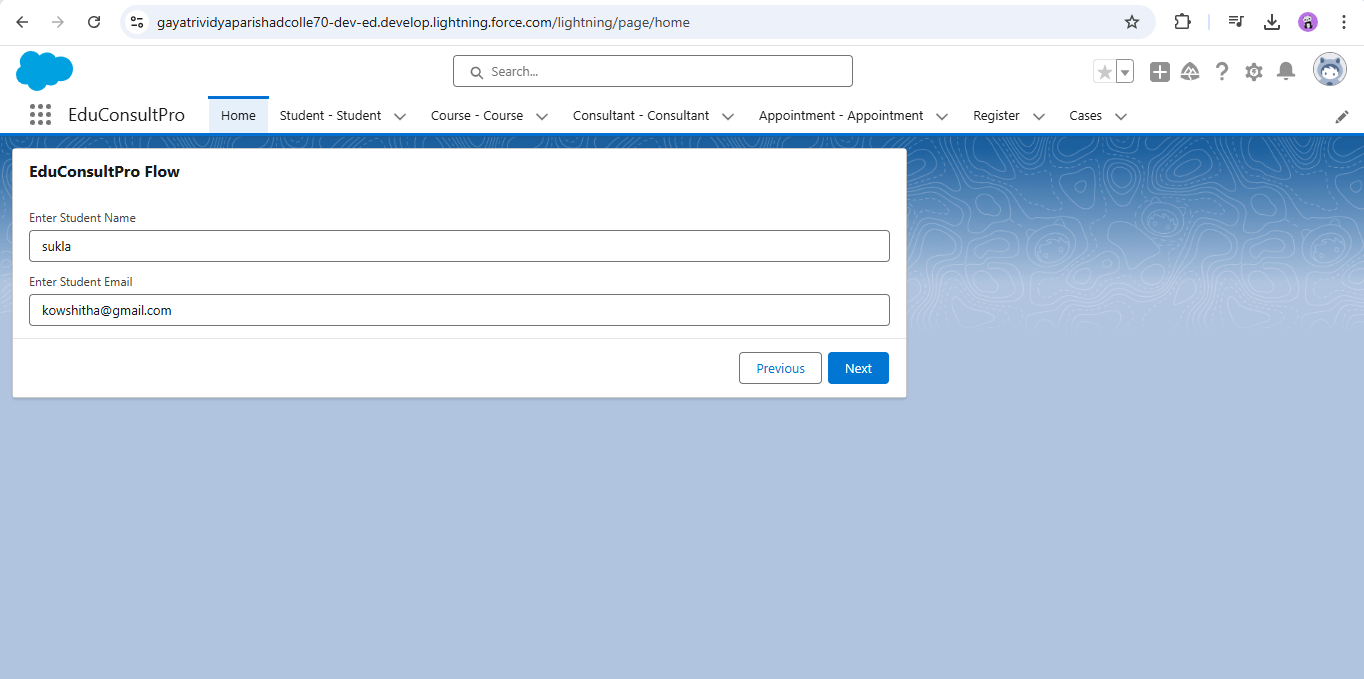 gayatrividyaparishadcolle70-dev-ed.develop.lightning.force.com/lightning/page/home
Search...
EduConsultPro Home Student - Student Course - Course Consultant - Consultant Appointment - Appointment Register Cases
EduConsultPro Flow
Enter Student Name
sukla
Enter Student Email
kowshitha@gmail.com
Previous Next